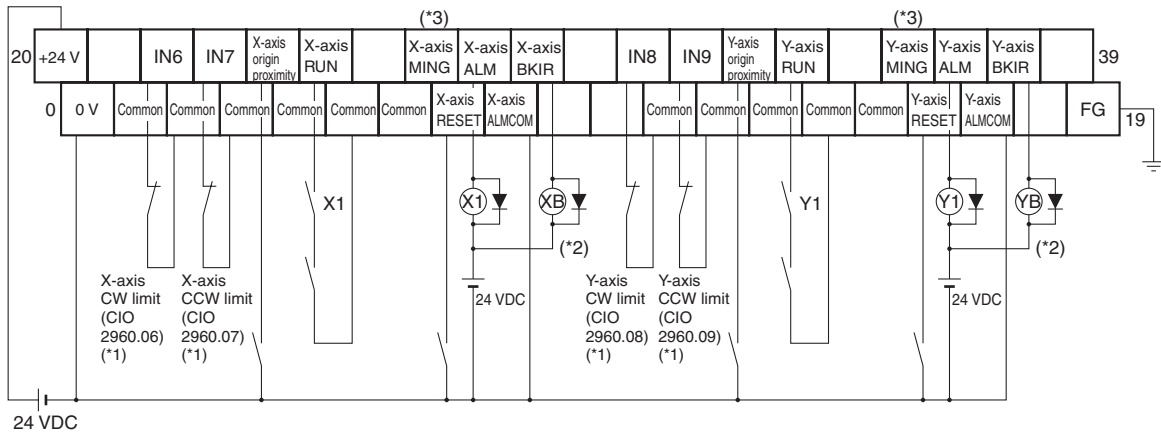 (*3) (*3)
20 +24 V IN6 IN7 X-axis origin proximity X-axis RUN X-axis MING X-axis ALM X-axis BKIR IN8 IN9 Y-axis origin proximity Y-axis RUN Y-axis MING Y-axis ALM Y-axis BKIR 39
0 0 V Common Common Common Common Common Common X-axis RESET X-axis ALMCOM Common Common Common Common Common Y-axis RESET Y-axis ALMCOM FG 19
X1 X1 XB Y1 Y1 YB
(*2) (*2)
X-axis CW limit (CIO 2960.06) (*1)
X-axis CCW limit (CIO 2960.07) (*1)
24 VDC
Y-axis CW limit (CIO 2960.08) (*1)
Y-axis CCW limit (CIO 2960.09) (*1)
24 VDC
24 VDC